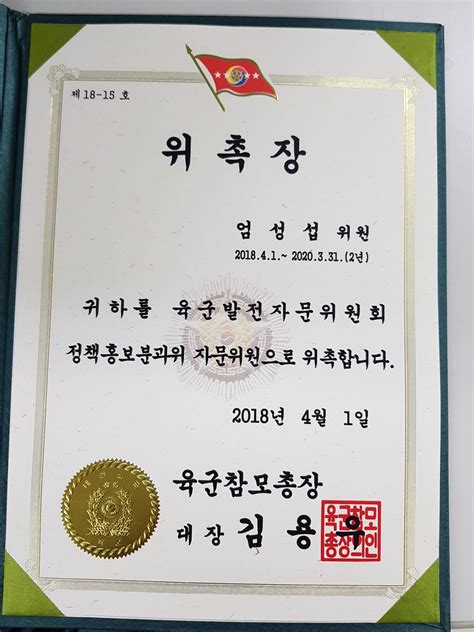 제 18-15 호
위 촉 장
엄 성 섭 위원
2018.4.1.~ 2020.3.31.(2년)
귀하를 육군발전자문위원회
정책홍보분과위 자문위원으로 위촉합니다.
2018년 4월 1일
육군참모총장
대장 김 용 우
육군참모
총장의인